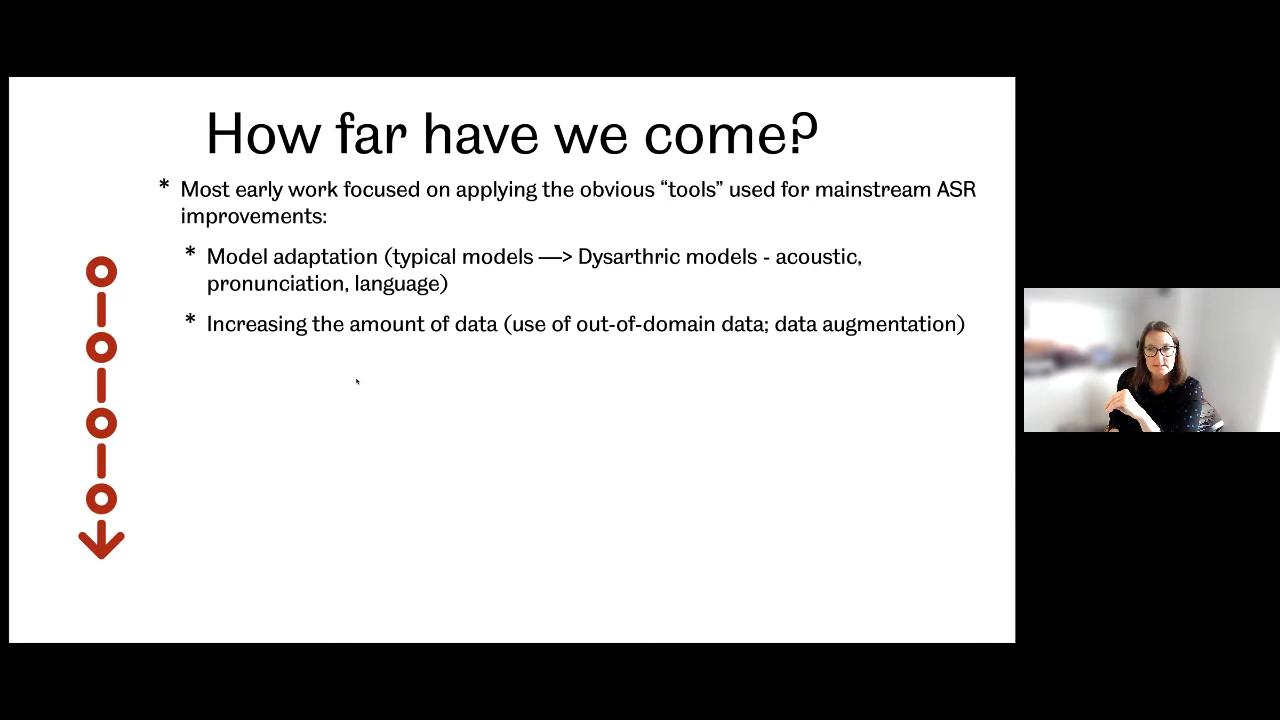 How far have we come?
* Most early work focused on applying the obvious “tools” used for mainstream ASR
improvements:
* Model adaptation (typical models —> Dysarthric models - acoustic,
pronunciation, language)
* Increasing the amount of data (use of out-of-domain data; data augmentation)